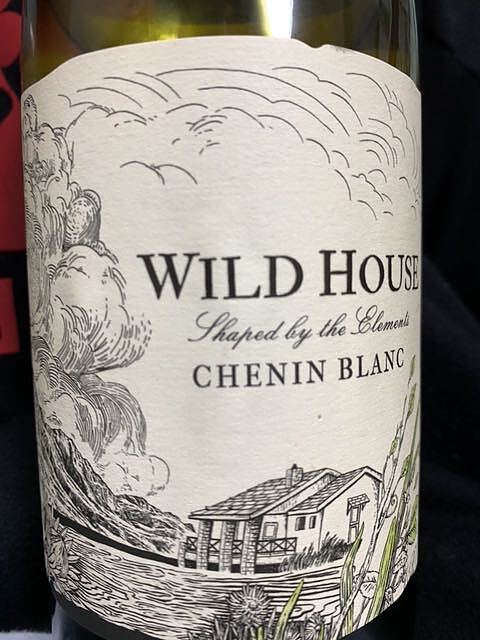 WILD HOUSE
Shaped by the Elements
CHENIN BLANC